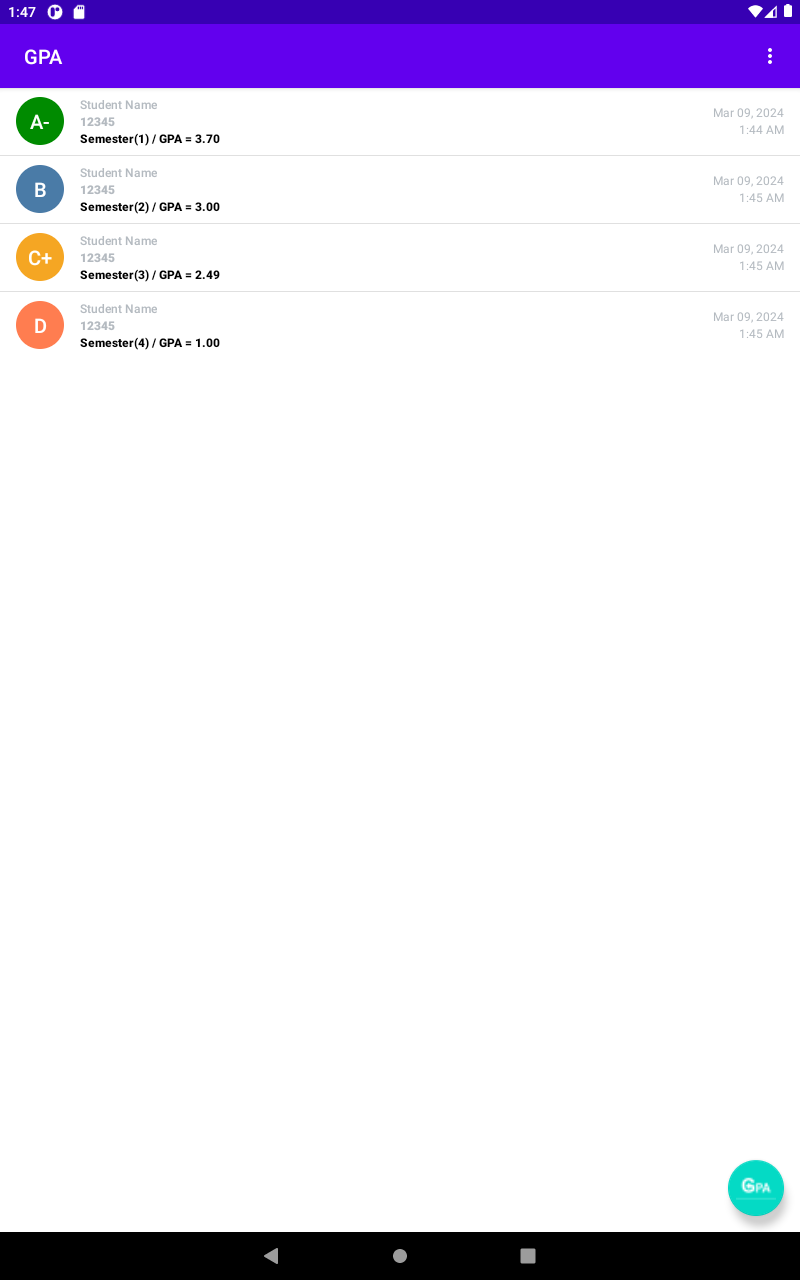 1:47
GPA
A-
Student Name
12345
Semester(1) / GPA = 3.70
Mar 09, 2024
1:44 AM
B
Student Name
12345
Semester(2) / GPA = 3.00
Mar 09, 2024
1:45 AM
C+
Student Name
12345
Semester(3) / GPA = 2.49
Mar 09, 2024
1:45 AM
D
Student Name
12345
Semester(4) / GPA = 1.00
Mar 09, 2024
1:45 AM
GPA